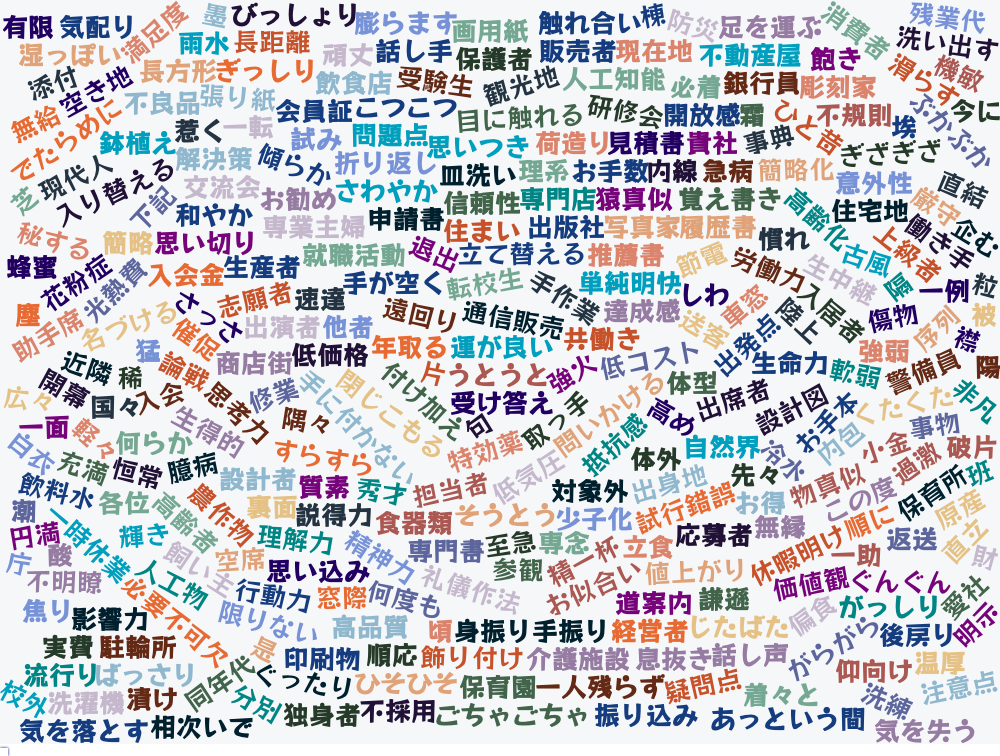 有限
気配り
満足度
墨
びっしょり
膨らます
画用紙
触れ合い
棟
防災
足を運ぶ
消費者
残業代
洗い出す
湿っぽい
雨水
長距離
頑丈
話し手
保護者
販売者
現在地
不動産屋
飽き
滑らす
機敏
添付
空き地
長方形
ぎっしり
飲食店
受験生
観光地
人工知能
必着
銀行員
彫刻家
無給
でたらめに
不良品
張り紙
会員証
こつこつ
目に触れる
研修会
開放感
霜
ひと苦
不規則
埃
ぷかぷか
今に
鉢植え
惹く
一転
試み
問題点
思いつき
荷造り
見積書
貴社
事典
ぎざぎざ
芝
現代人
入り替える
解決策
傾らか
折り返し
皿洗い
理系
お手数
内線
急病
簡略化
意外性
直結
下記
交流会
お勧め
さわやか
信頼性
専門店
猿真似
覚え書き
高齢化
住宅地
厳守
企む
秘する
和やか
専業主婦
申請書
住まい
出版社
写真家
履歴書
慣れ
古風
上級者
働き手
簡略
思い切り
就職活動
退出
立て替える
推薦書
節電
労働力
生中継
隔
一例
粒
蜂蜜
花粉症
光熱費
入会金
生産者
手が空く
転校生
手作業
単純明快
しわ
車窓
陸上
入居者
傷物
序列
被
襟
塵
助手席
名づける
さっさ
志願者
速達
遠回り
通信販売
達成感
送客
出発点
催促
出演者
他者
年取る
運が良い
共働き
強弱
警備員
陽
近隣
稀
猛
論戦
商店街
低価格
片
うとうと
強火
低コスト
生命力
軟弱
非凡
広々
開幕
国々
入会
思考力
修業
手に付かない
閉じこもる
付け加え
受け答え
句
取っ手
問いかける
体型
高め
出席者
設計図
お手本
くたくた
一面
軽々
何らか
生得的
隅々
すらすら
特効薬
低気圧
抵抗感
体外
自然界
冷水
内包
小金
事物
破片
白衣
充満
恒常
臆病
設計者
質素
秀才
担当者
対象外
出身地
先々
物真似
過激
飲料水
各位
高齢者
農作物
裏面
説得力
食器類
そうとう
少子化
試行錯誤
お得
この度
保育所
班
潮
円満
一時休業
輝き
理解力
精神力
専門書
至急
専念
応募者
無縁
順に
返送
原産
直立
庁
酸
飼い主
空席
思い込み
参観
精一杯
立食
休暇明け
一助
財
不明瞭
人工物
行動力
窓際
何度も
礼儀作法
お似合い
値上がり
価値観
ぐんぐん
愛社
焦り
影響力
必要不可欠
限りない
高品質
頃
身振り手振り
道案内
謙遜
経営者
じたばた
偏食
がっしり
後戻り
明示
実費
駐輪所
是
印刷物
順応
飾り付け
介護施設
息抜き
話し声
がらがら
仰向け
温厚
流行り
ばっさり
同年代
ぐったり
ひそひそ
保育園
一人残らず
疑問点
着々と
洗練
注意点
校外
洗濯機
漬け
分別
独身者
不採用
ごちゃごちゃ
振り込み
あっという間
気を失う
気を落とす
相次いで